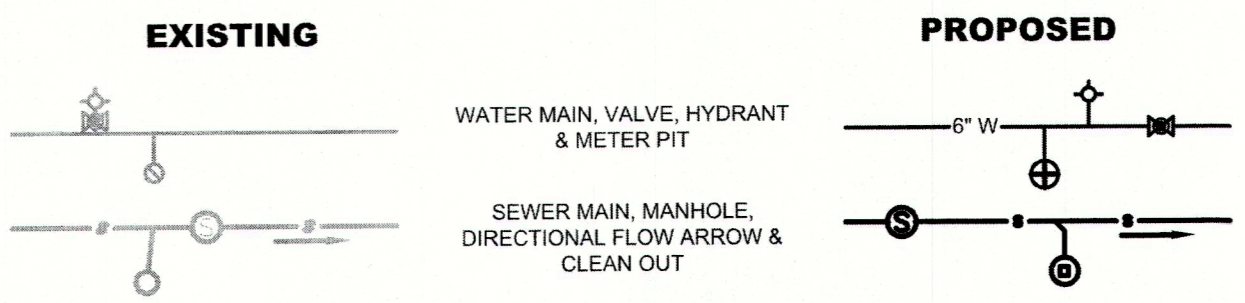 EXISTING
PROPOSED
WATER MAIN, VALVE, HYDRANT
& METER PIT
6" W
SEWER MAIN, MANHOLE,
DIRECTIONAL FLOW ARROW &
CLEAN OUT
s S s
S s s